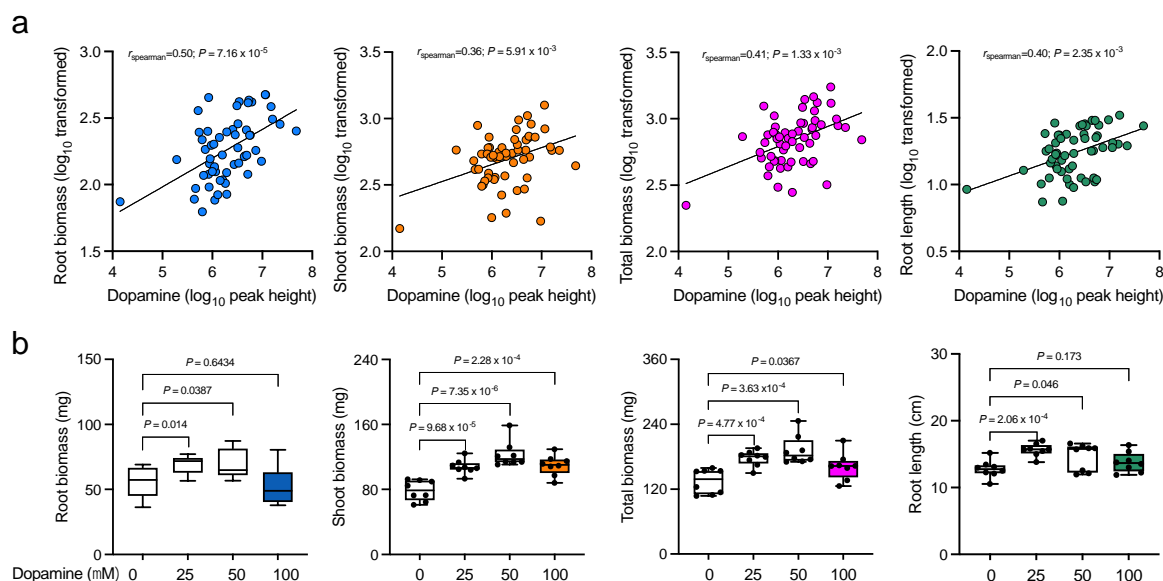 a
r_spearman=0.50; P = 7.16 x 10⁻⁵
3.0
2.5
2.0
1.5
4 5 6 7 8
Root biomass (log₁₀ transformed)
Dopamine (log₁₀ peak height)
r_spearman=0.36; P = 5.91 x 10⁻³
3.5
3.0
2.5
2.0
4 5 6 7 8
Shoot biomass (log₁₀ transformed)
Dopamine (log₁₀ peak height)
r_spearman=0.41; P = 1.33 x 10⁻³
3.5
3.0
2.5
2.0
4 5 6 7 8
Total biomass (log₁₀ transformed)
Dopamine (log₁₀ peak height)
r_spearman=0.40; P = 2.35 x 10⁻³
2.0
1.5
1.0
0.5
4 5 6 7 8
Root length (log₁₀ transformed)
Dopamine (log₁₀ peak height)
b
150
100
50
0
Root biomass (mg)
P = 0.6434
P = 0.0387
P = 0.014
Dopamine (mM) 0 25 50 100
240
160
80
0
Shoot biomass (mg)
P = 2.28 x 10⁻⁴
P = 7.35 x 10⁻⁶
P = 9.68 x 10⁻⁵
0 25 50 100
360
240
120
0
Total biomass (mg)
P = 0.0367
P = 3.63 x10⁻⁴
P = 4.77 x 10⁻⁴
0 25 50 100
30
20
10
0
Root length (cm)
P = 0.173
P = 0.046
P = 2.06 x 10⁻⁴
0 25 50 100